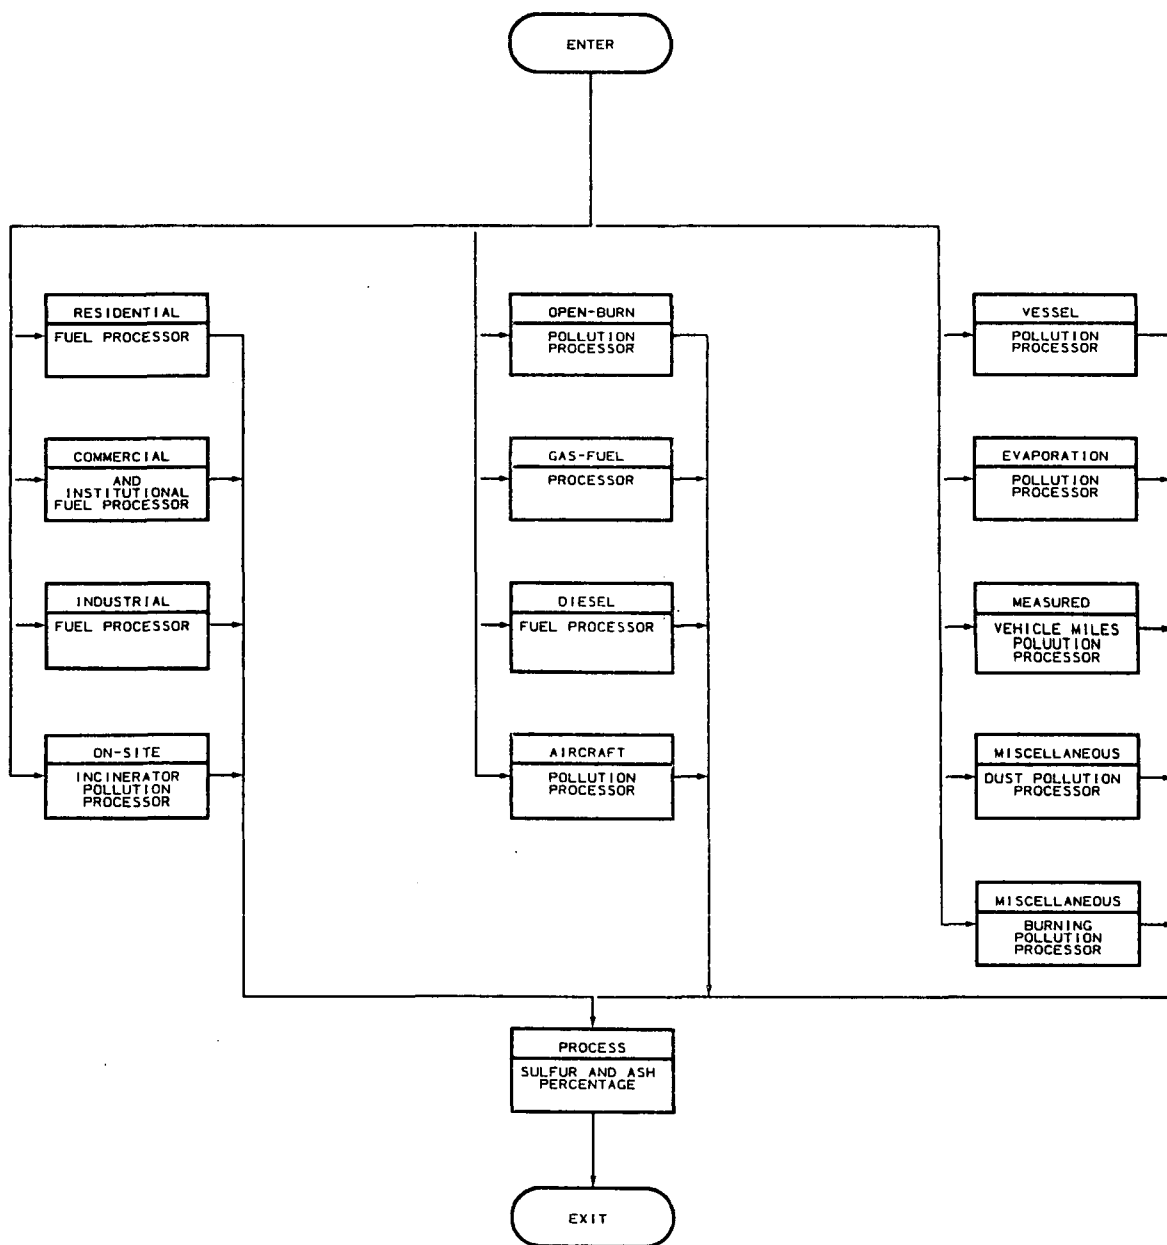 ENTER
RESIDENTIAL
FUEL PROCESSOR
COMMERCIAL
AND
INSTITUTIONAL
FUEL PROCESSOR
INDUSTRIAL
FUEL PROCESSOR
ON-SITE
INCINERATOR
POLLUTION
PROCESSOR
OPEN-BURN
POLLUTION
PROCESSOR
GAS-FUEL
PROCESSOR
DIESEL
FUEL PROCESSOR
AIRCRAFT
POLLUTION
PROCESSOR
VESSEL
POLLUTION
PROCESSOR
EVAPORATION
POLLUTION
PROCESSOR
MEASURED
VEHICLE MILES
POLUUTION
PROCESSOR
MISCELLANEOUS
DUST POLLUTION
PROCESSOR
MISCELLANEOUS
BURNING
POLLUTION
PROCESSOR
PROCESS
SULFUR AND ASH
PERCENTAGE
EXIT